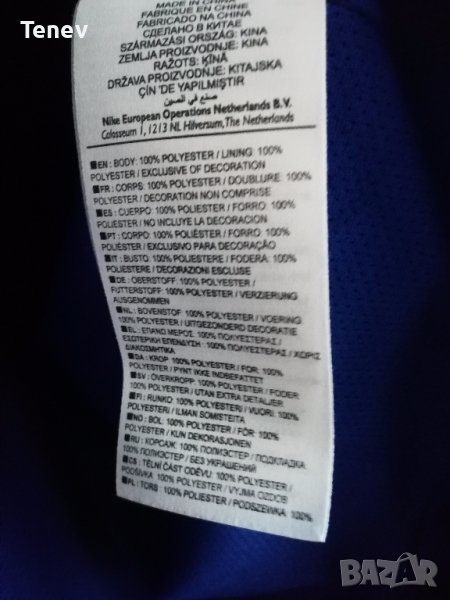 Tenev
MADE IN CHINA
FABRIQUE EN CHINE
FABRICADO NA CHINA
СДЕЛАНО В КИТАЕ
SZÁRMAZÁSI ORSZÁG: KÍNA
ZEMLJA PROIZVODNJE: KINA
RAŽOTS: ĶĪNĀ
DRŽAVA PROIZVODNJE: KITAJSKA
ÇİN 'DE YAPILMIŞTIR
صنع في الصين
Nike European Operations Netherlands B.V.
Colosseum 1, 1213 NL Hilversum, The Netherlands
■EN: BODY: 100% POLYESTER / LINING: 100%
POLYESTER / EXCLUSIVE OF DECORATION
■FR: CORPS: 100% POLYESTER / DOUBLURE: 100%
POLYESTER / DECORATION NON COMPRISE
■ES: CUERPO: 100% POLIESTER / FORRO: 100%
POLIESTER / NO INCLUYE LA DECORACION
■PT: CORPO: 100% POLIÉSTER / FORRO: 100%
POLIÉSTER / EXCLUSIVO PARA DECORAÇÃO
■IT: BUSTO: 100% POLIESTERE / FODERA: 100%
POLIESTERE / DECORAZIONI ESCLUSE
■DE: OBERSTOFF: 100% POLYESTER /
FUTTERSTOFF: 100% POLYESTER / VERZIERUNG
AUSGENOMMEN
■NL: BOVENSTOF: 100% POLYESTER / VOERING:
100% POLYESTER / UITGEZONDERD DECORATIE
■EL: ΕΠΑΝΩ ΜΕΡΟΣ: 100% ΠΟΛΥΕΣΤΕΡΑΣ /
ΕΣΩΤΕΡΙΚΗ ΕΠΕΝΔΥΣΗ: 100% ΠΟΛΥΕΣΤΕΡΑΣ / ΧΩΡΙΣ
ΔΙΑΚΟΣΜΗΤΙΚΑ
■DA: KROP: 100% POLYESTER / FOR: 100%
POLYESTER / PYNT IKKE INDBEFATTET
■SV: ÖVERKROPP: 100% POLYESTER / FODER:
100% POLYESTER / UTAN EXTRA DETALJER
■FI: RUNKO: 100% POLYESTERI / VUORI: 100%
POLYESTERI / ILMAN SOMISTEITA
■NO: BOL: 100% POLYESTER / FÔR: 100%
POLYESTER / KUN DEKORASJONEN
■RU: КОРСАЖ: 100% ПОЛИЭСТЕР / ПОДКЛАДКА:
100% ПОЛИЭСТЕР / БЕЗ УКРАШЕНИЙ
■CS: TĚLNÍ ČÁST ODĚVU: 100% POLYESTER /
PODŠÍVKA: 100% POLYESTER / VYJMA OZDOB
■PL: TORS: 100% POLIESTER / PODSZEWKA: 100%
BAZAR